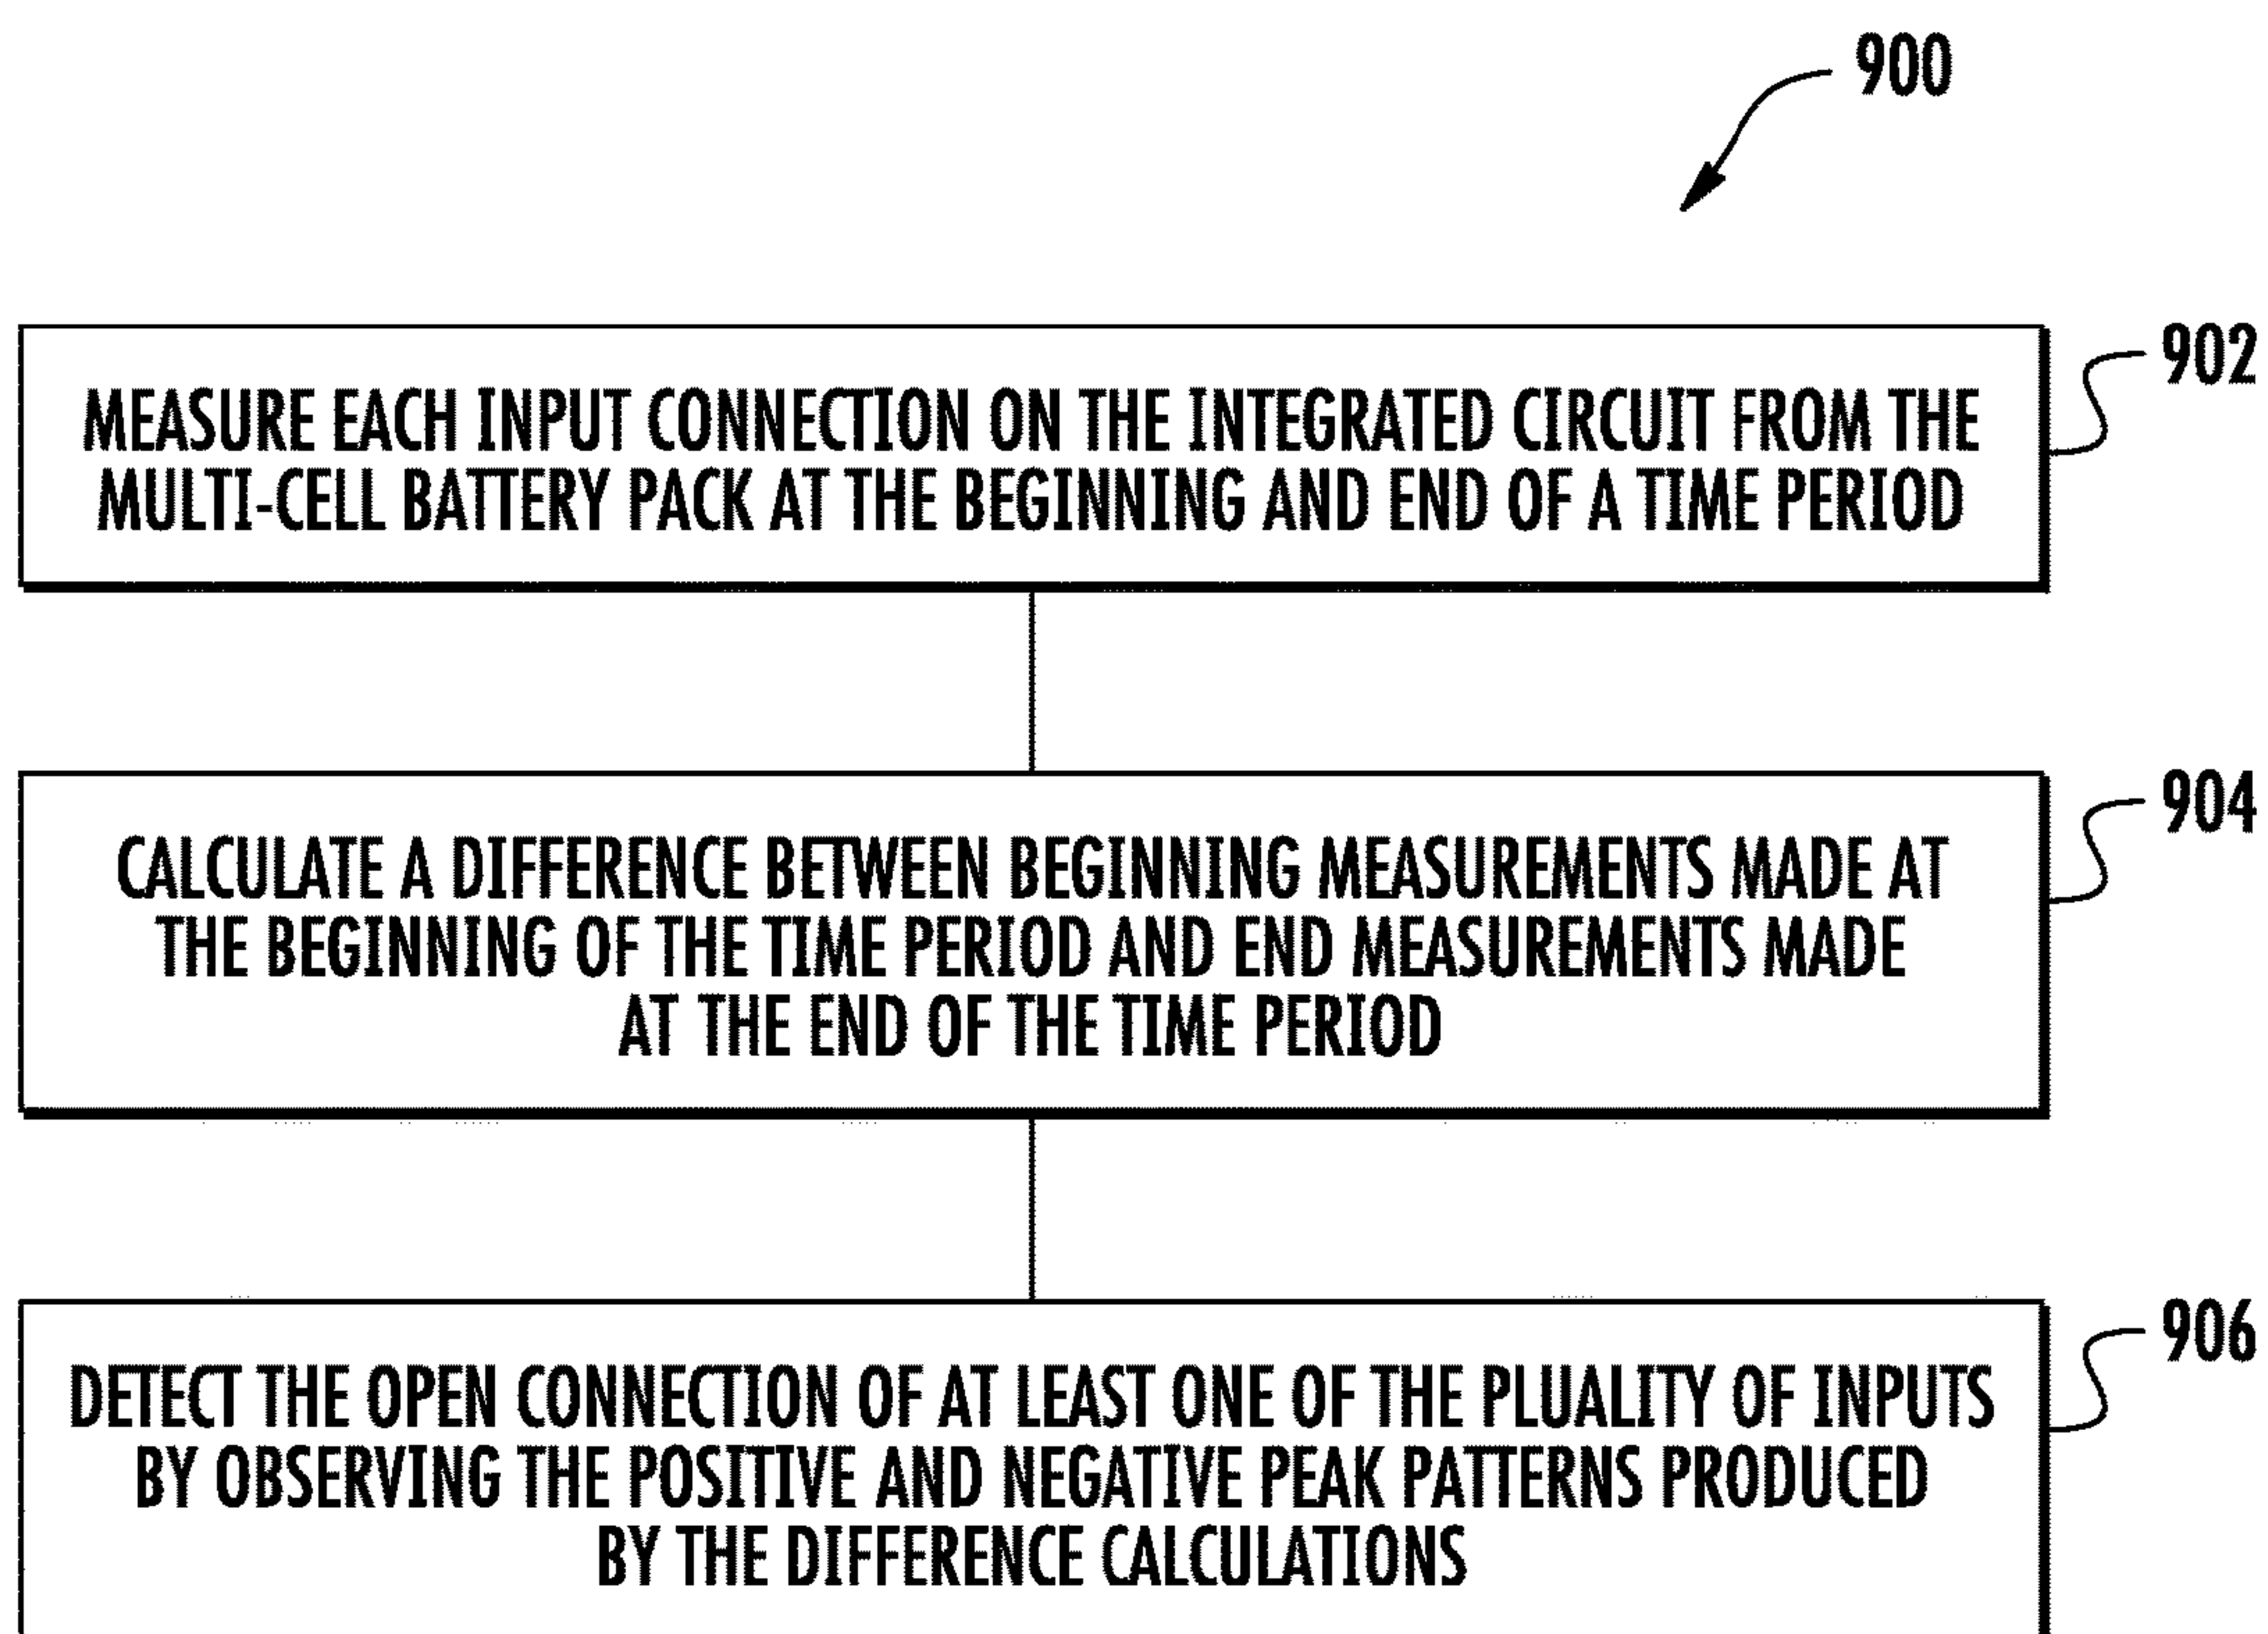 900
902
MEASURE EACH INPUT CONNECTION ON THE INTEGRATED CIRCUIT FROM THE
MULTI-CELL BATTERY PACK AT THE BEGINNING AND END OF A TIME PERIOD
904
CALCULATE A DIFFERENCE BETWEEN BEGINNING MEASUREMENTS MADE AT
THE BEGINNING OF THE TIME PERIOD AND END MEASUREMENTS MADE
AT THE END OF THE TIME PERIOD
906
DETECT THE OPEN CONNECTION OF AT LEAST ONE OF THE PLUALITY OF INPUTS
BY OBSERVING THE POSITIVE AND NEGATIVE PEAK PATTERNS PRODUCED
BY THE DIFFERENCE CALCULATIONS